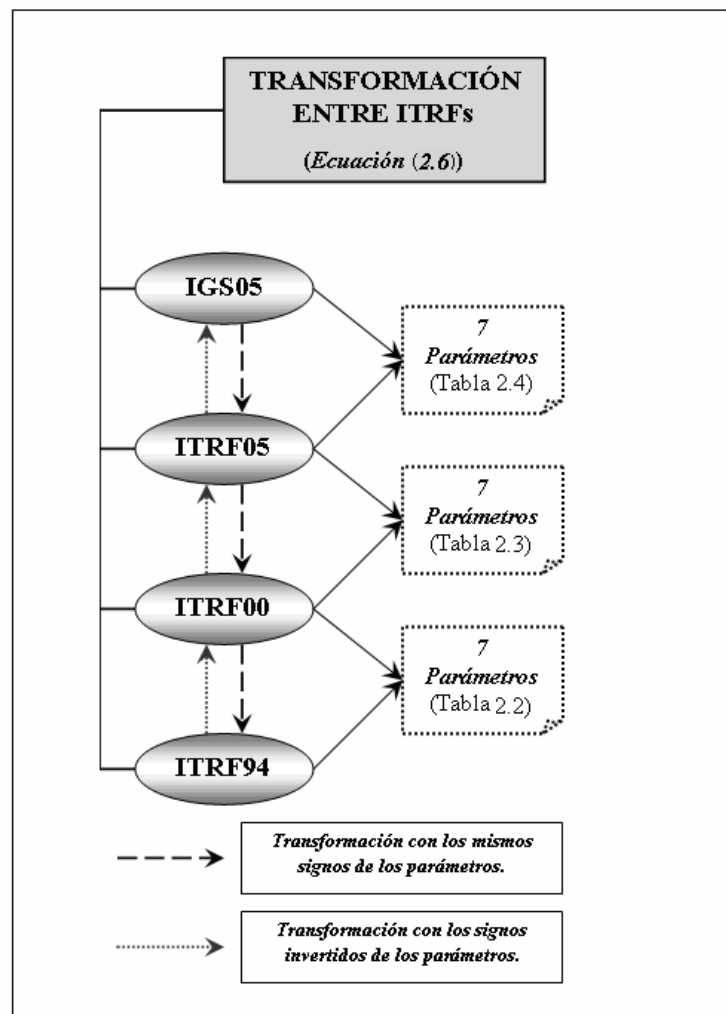 TRANSFORMACIÓN
ENTRE ITRFs
(Ecuación (2.6))
IGS05
7
Parámetros
(Tabla 2.4)
ITRF05
7
Parámetros
(Tabla 2.3)
ITRF00
7
Parámetros
(Tabla 2.2)
ITRF94
Transformación con los mismos
signos de los parámetros.
Transformación con los signos
invertidos de los parámetros.